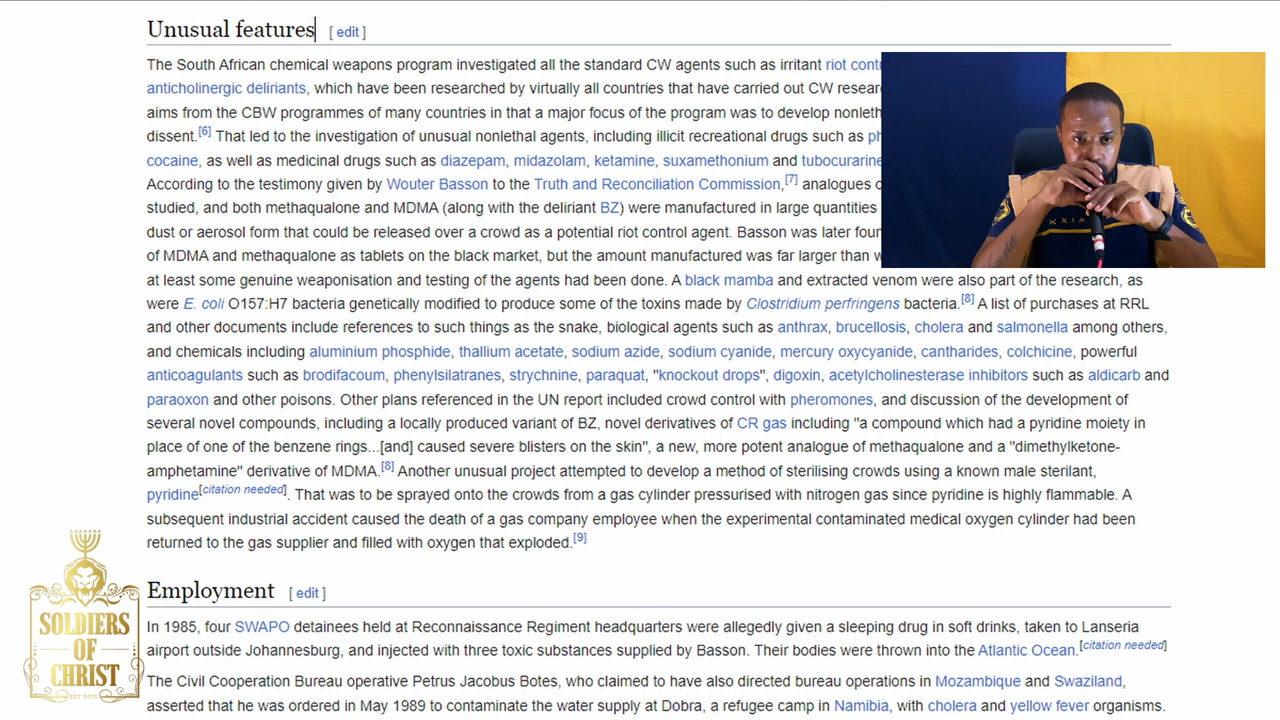 Unusual features [ edit ]
The South African chemical weapons program investigated all the standard CW agents such as irritant riot
anticholinergic deliriants, which have been researched by virtually all countries that have carried out CW
aims from the CBW programmes of many countries in that a major focus of the program was to develop
dissent.[6] That led to the investigation of unusual nonlethal agents, including illicit recreational drugs such as
cocaine, as well as medicinal drugs such as diazepam, midazolam, ketamine, suxamethonium and tubocurarine
According to the testimony given by Wouter Basson to the Truth and Reconciliation Commission,[7] analogues
studied, and both methaqualone and MDMA (along with the deliriant BZ) were manufactured in large quantities
dust or aerosol form that could be released over a crowd as a potential riot control agent. Basson was later
of MDMA and methaqualone as tablets on the black market, but the amount manufactured was far larger than
at least some genuine weaponisation and testing of the agents had been done. A black mamba and extracted venom were also part of the research, as
were E. coli O157:H7 bacteria genetically modified to produce some of the toxins made by Clostridium perfringens bacteria.[8] A list of purchases at RRL
and other documents include references to such things as the snake, biological agents such as anthrax, brucellosis, cholera and salmonella among others,
and chemicals including aluminium phosphide, thallium acetate, sodium azide, sodium cyanide, mercury oxycyanide, cantharides, colchicine, powerful
anticoagulants such as brodifacoum, phenylsilatranes, strychnine, paraquat, "knockout drops", digoxin, acetylcholinesterase inhibitors such as aldicarb and
paraoxon and other poisons. Other plans referenced in the UN report included crowd control with pheromones, and discussion of the development of
several novel compounds, including a locally produced variant of BZ, novel derivatives of CR gas including "a compound which had a pyridine moiety in
place of one of the benzene rings...[and] caused severe blisters on the skin", a new, more potent analogue of methaqualone and a "dimethylketone-
amphetamine" derivative of MDMA.[8] Another unusual project attempted to develop a method of sterilising crowds using a known male sterilant,
pyridine[citation needed]. That was to be sprayed onto the crowds from a gas cylinder pressurised with nitrogen gas since pyridine is highly flammable. A
subsequent industrial accident caused the death of a gas company employee when the experimental contaminated medical oxygen cylinder had been
returned to the gas supplier and filled with oxygen that exploded.[9]
Employment [ edit ]
In 1985, four SWAPO detainees held at Reconnaissance Regiment headquarters were allegedly given a sleeping drug in soft drinks, taken to Lanseria
airport outside Johannesburg, and injected with three toxic substances supplied by Basson. Their bodies were thrown into the Atlantic Ocean.[citation needed]
The Civil Cooperation Bureau operative Petrus Jacobus Botes, who claimed to have also directed bureau operations in Mozambique and Swaziland,
asserted that he was ordered in May 1989 to contaminate the water supply at Dobra, a refugee camp in Namibia, with cholera and yellow fever organisms.
SOLDIERS
OF
CHRIST